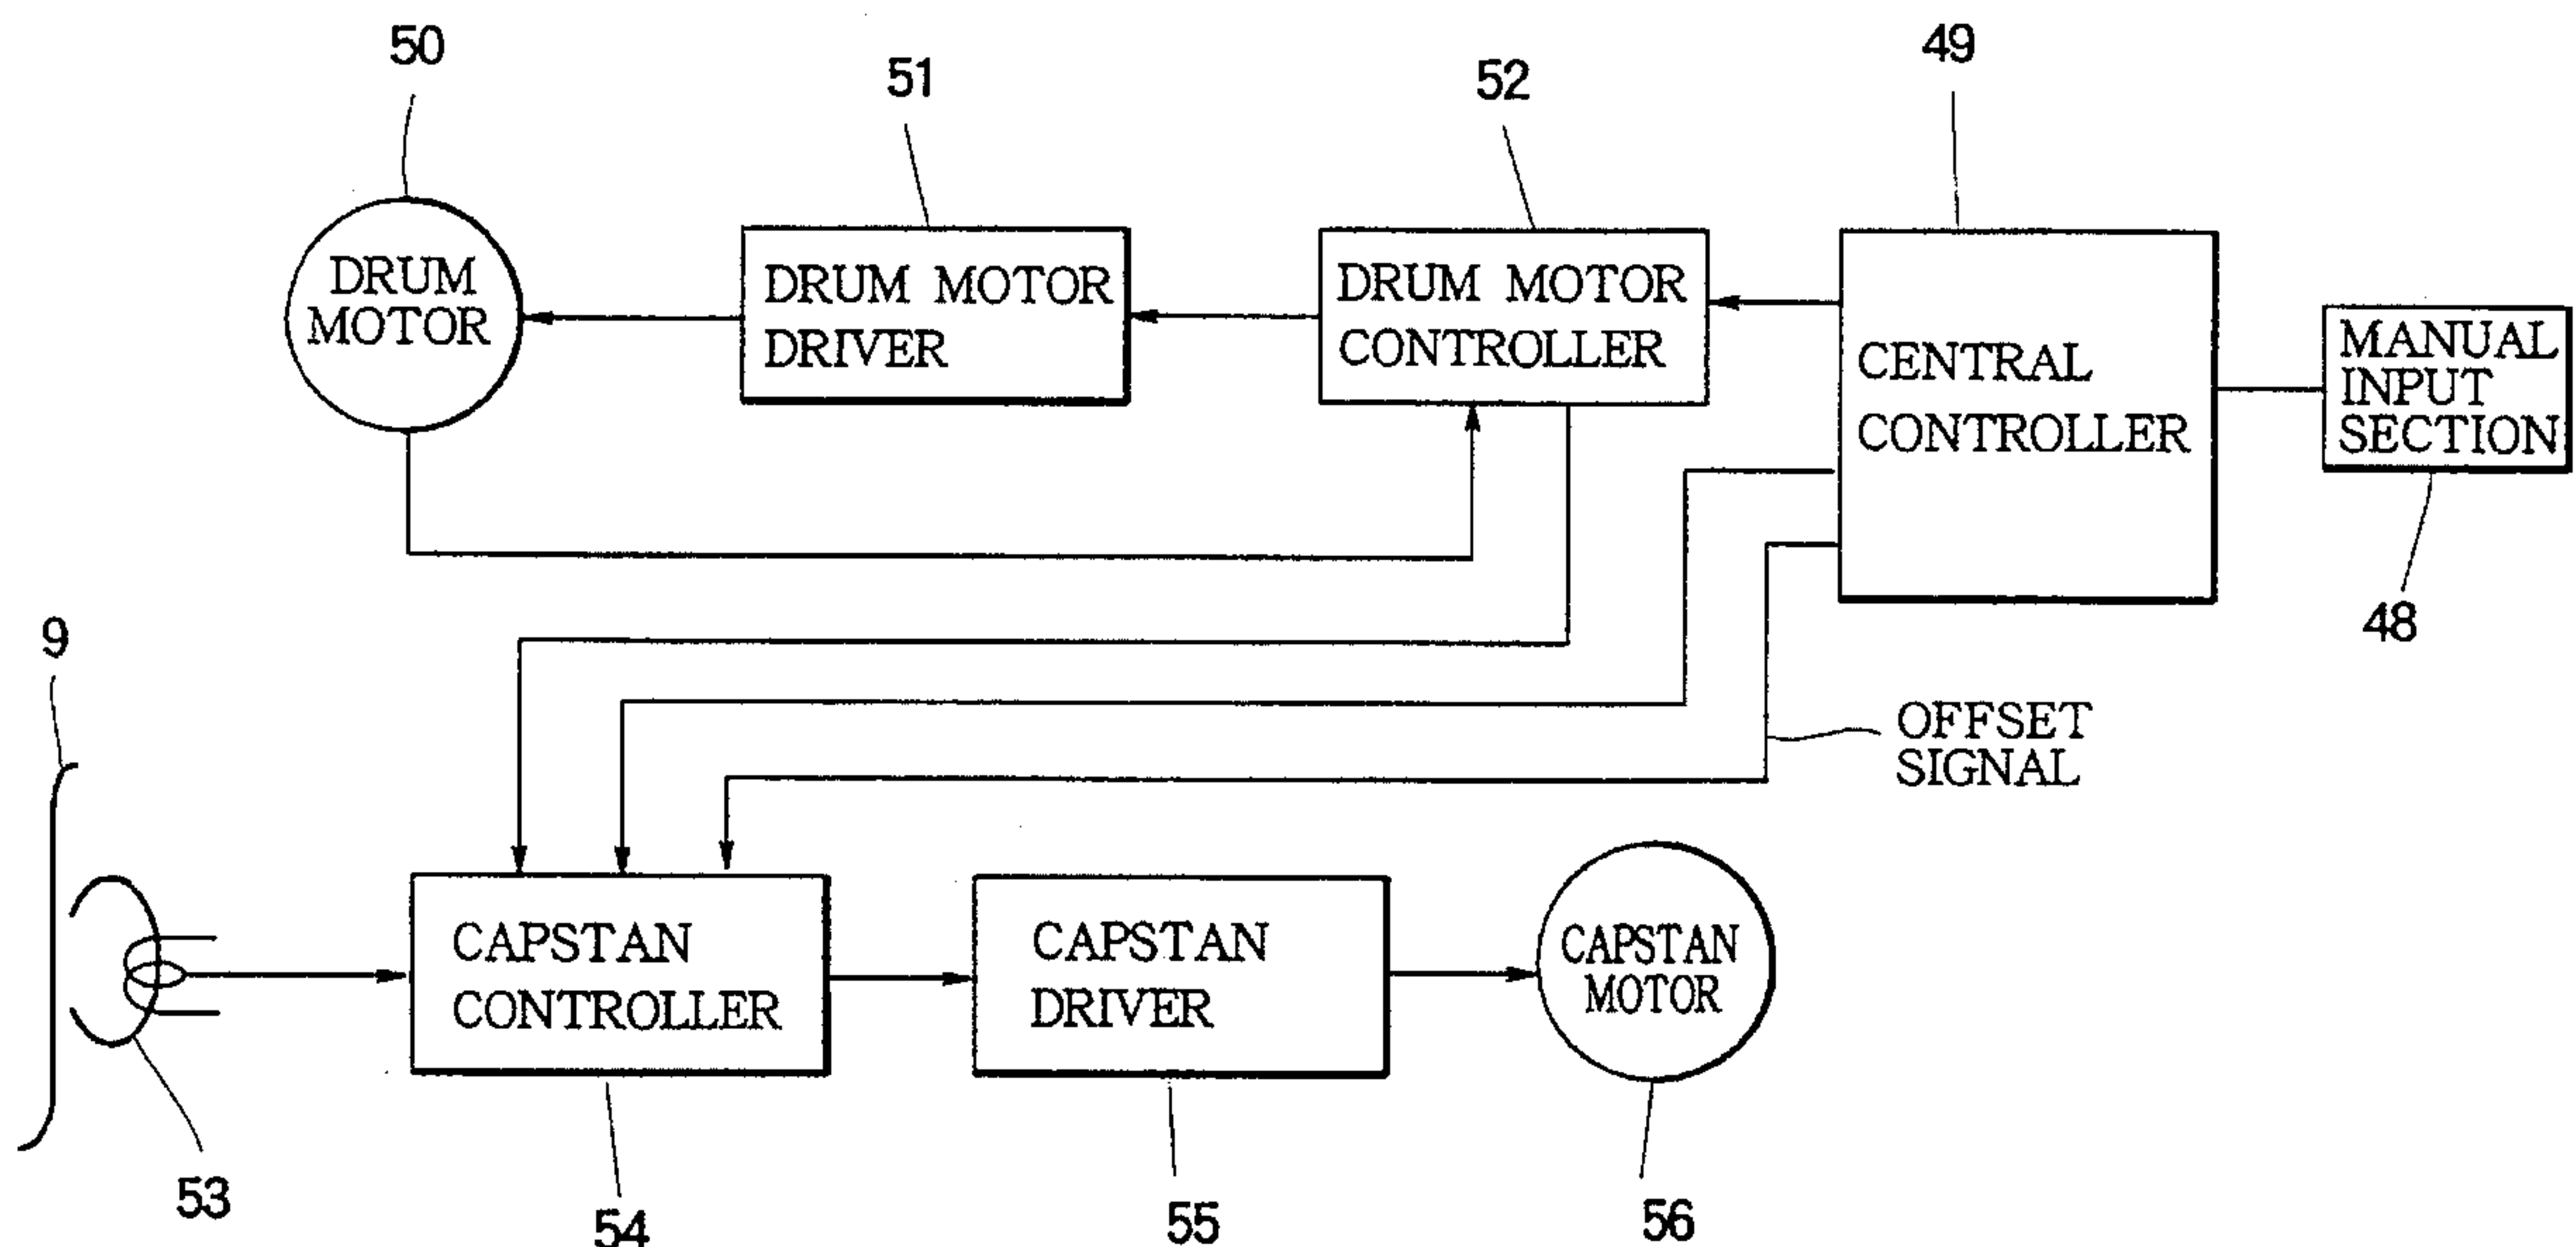 50
51
52
49
DRUM
MOTOR
DRUM MOTOR
DRIVER
DRUM MOTOR
CONTROLLER
CENTRAL
CONTROLLER
MANUAL
INPUT
SECTION
48
9
OFFSET
SIGNAL
CAPSTAN
CONTROLLER
CAPSTAN
DRIVER
CAPSTAN
MOTOR
53
54
55
56